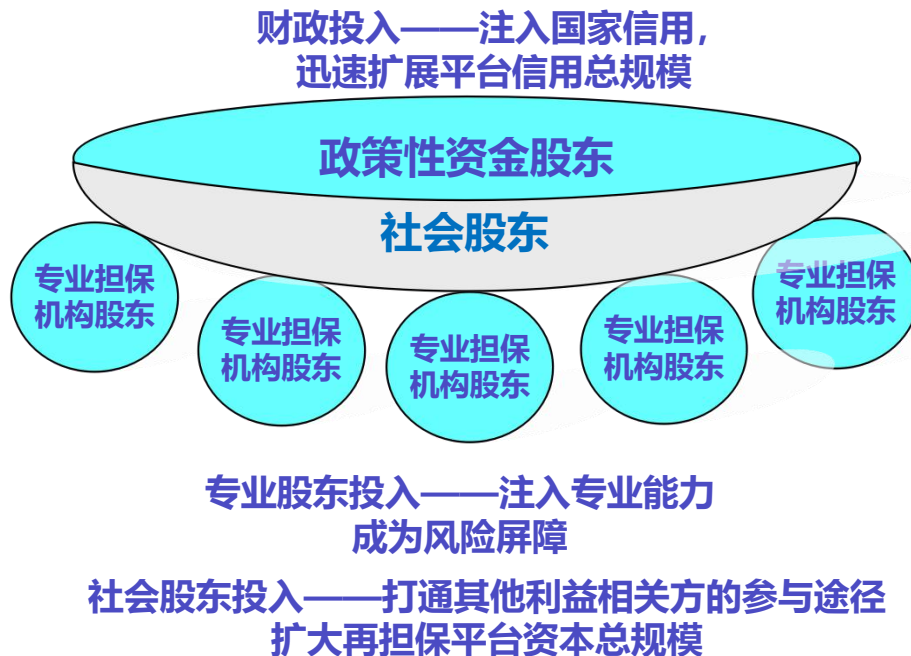 财政投入——注入国家信用，
迅速扩展平台信用总规模
政策性资金股东
社会股东
专业担保
机构股东
专业担保
机构股东
专业担保
机构股东
专业担保
机构股东
专业担保
机构股东
专业股东投入——注入专业能力
成为风险屏障
社会股东投入——打通其他利益相关方的参与途径
扩大再担保平台资本总规模